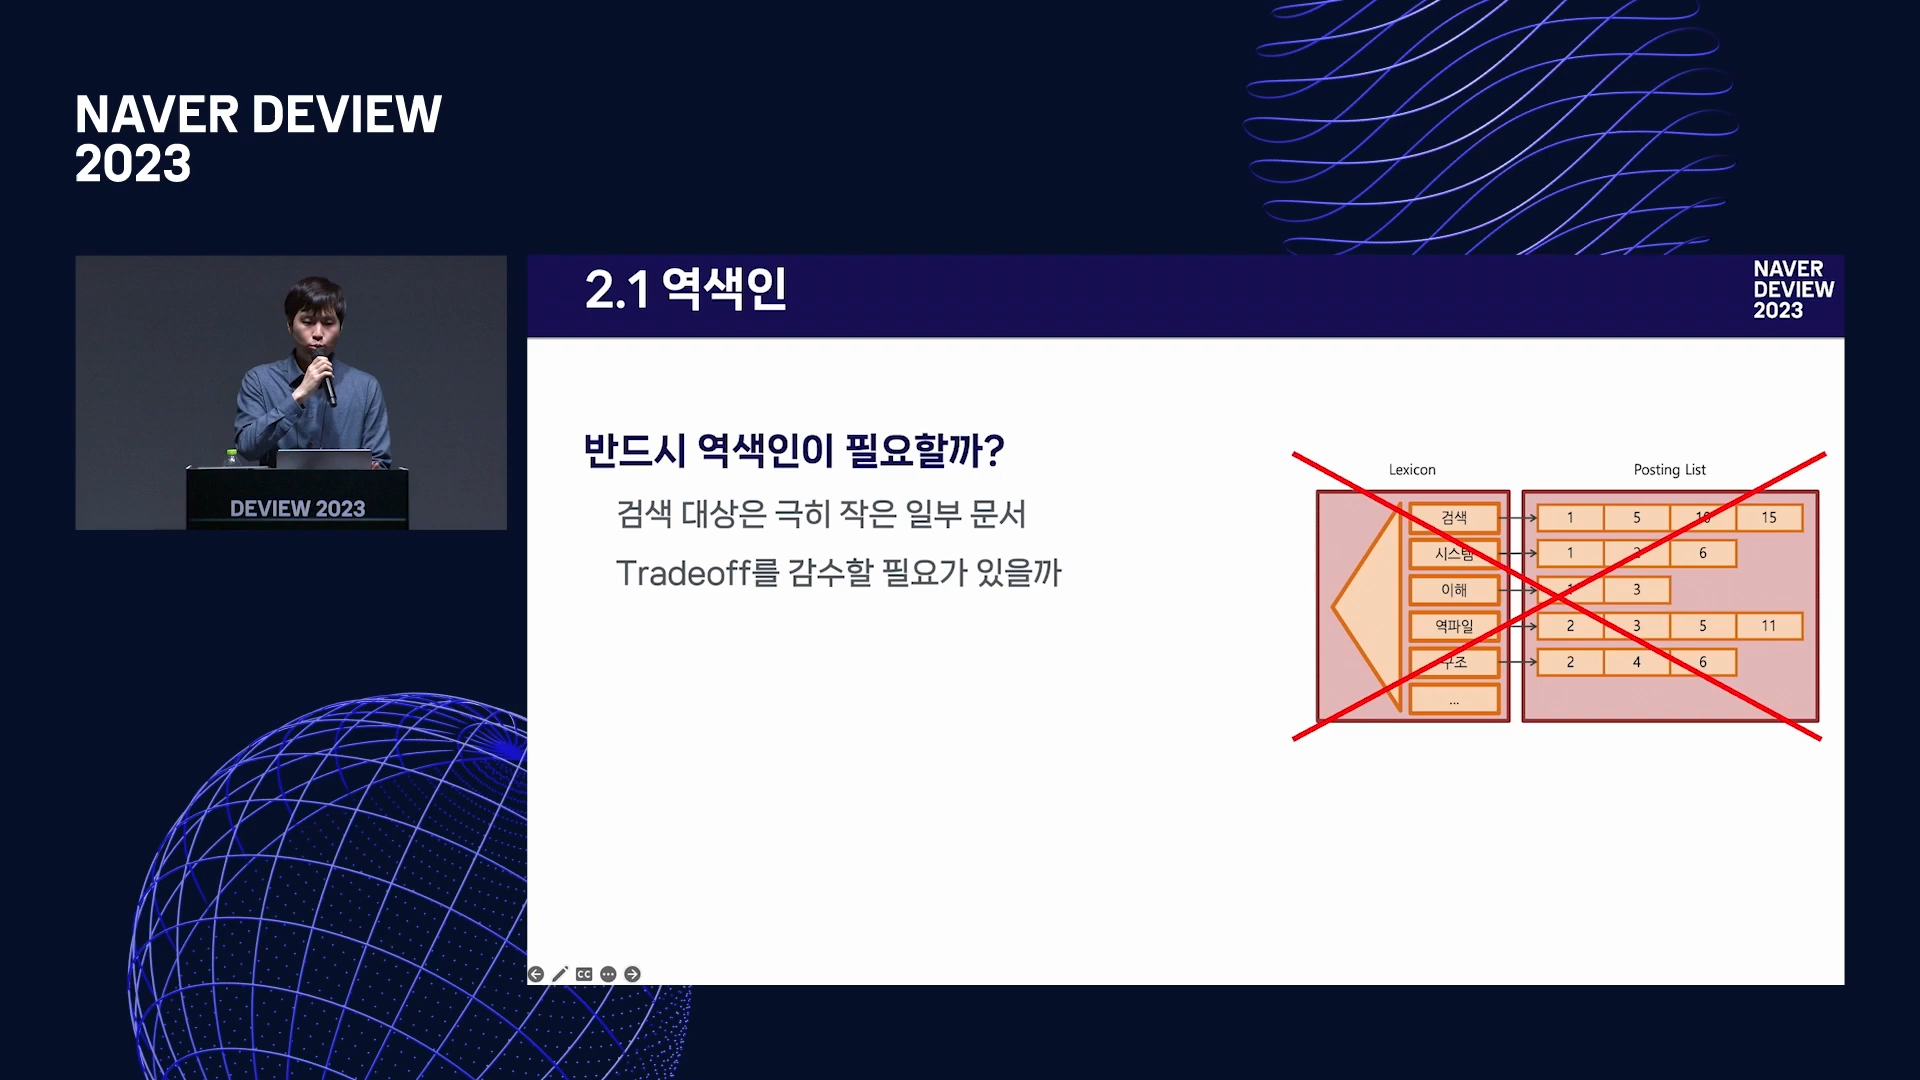 NAVER DEVIEW
2023
DEVIEW 2023
2.1 역색인
NAVER
DEVIEW
2023
반드시 역색인이 필요할까?
검색 대상은 극히 작은 일부 문서
Tradeoff를 감수할 필요가 있을까
Lexicon
Posting List
검색 1 5 10 15
시스템 1 2 6
이해 1 3
역파일 2 3 5 11
구조 2 4 6
...
CC